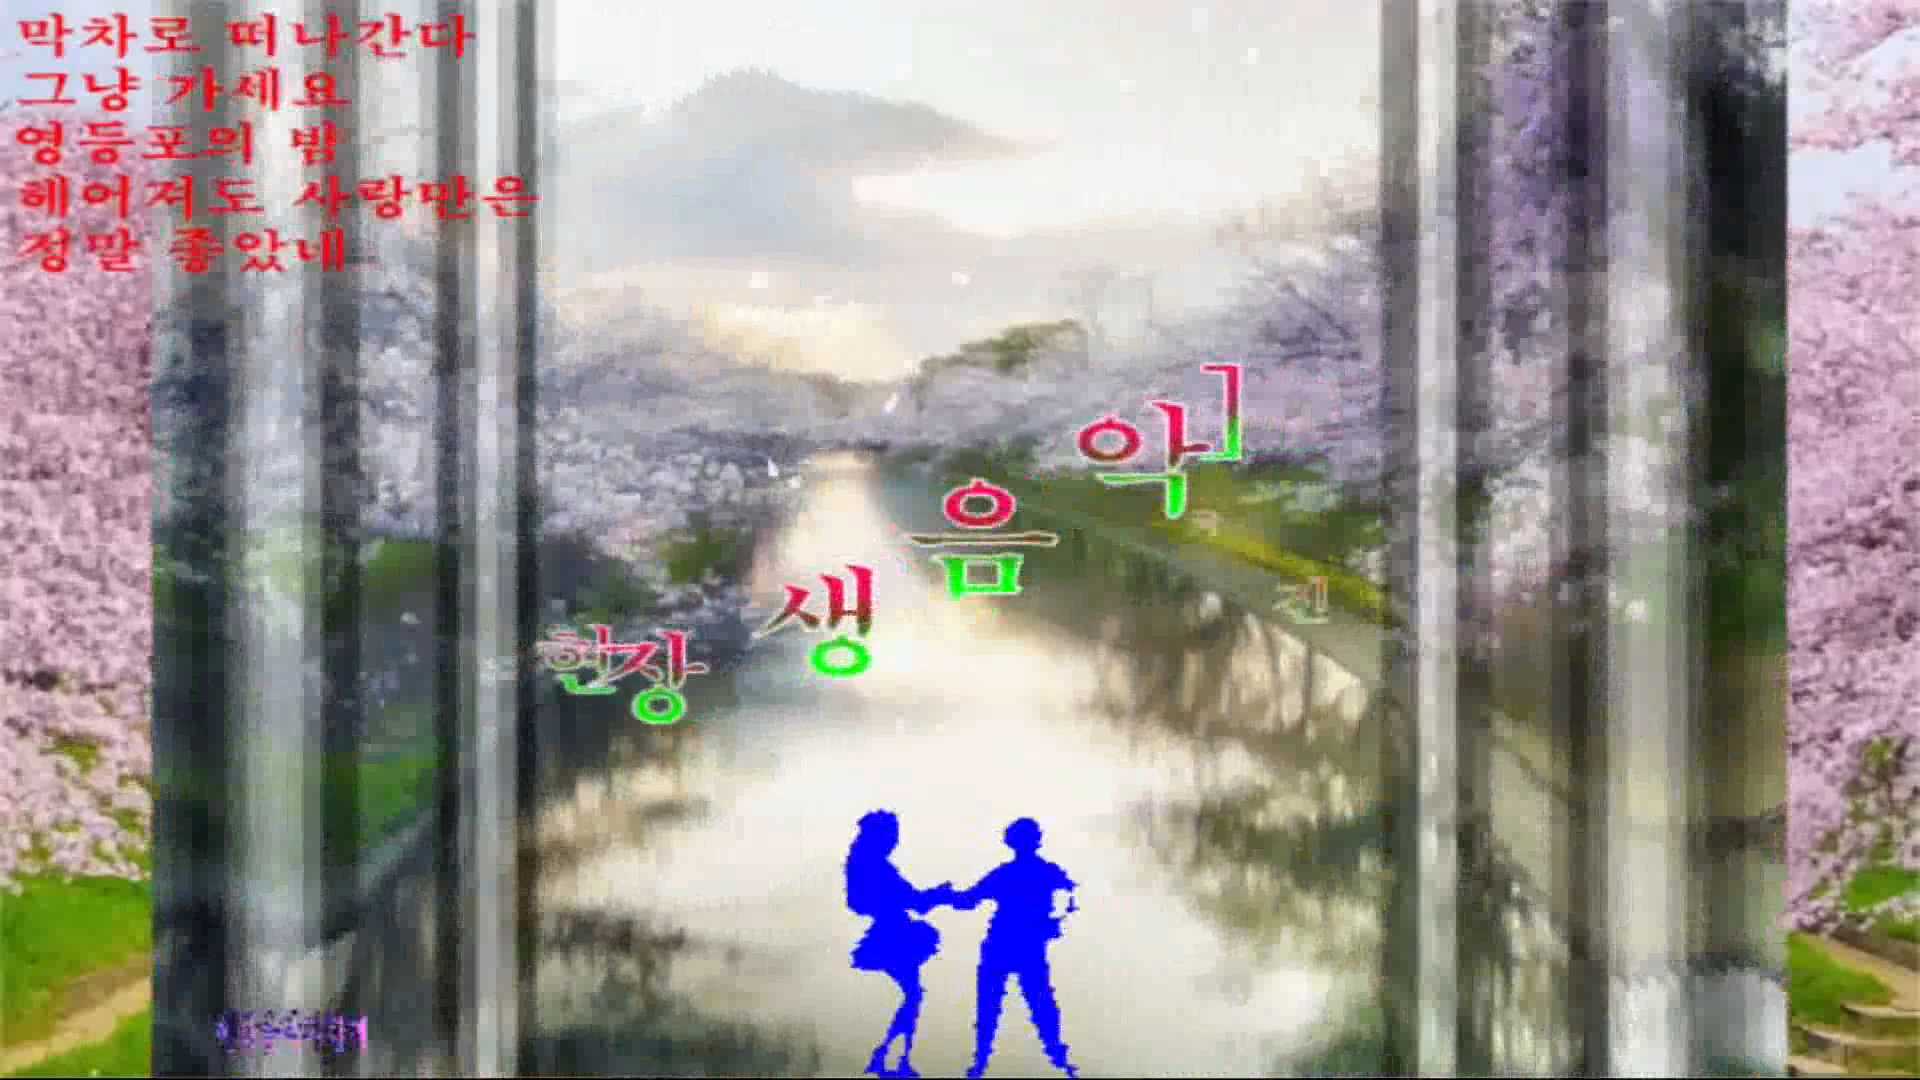 막차로 떠나간다
그냥 가세요
영등포의 밤
헤어져도 사랑만은
정말 좋았네
현장 생 음 악]